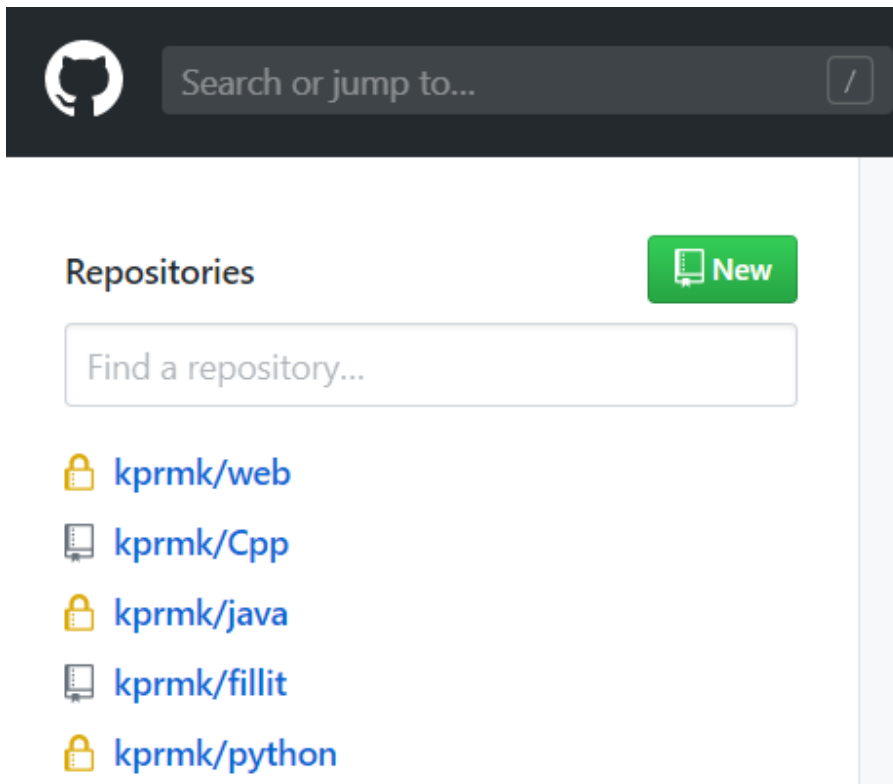 Search or jump to... /
Repositories New
Find a repository...
kprmk/web
kprmk/Cpp
kprmk/java
kprmk/fillit
kprmk/python